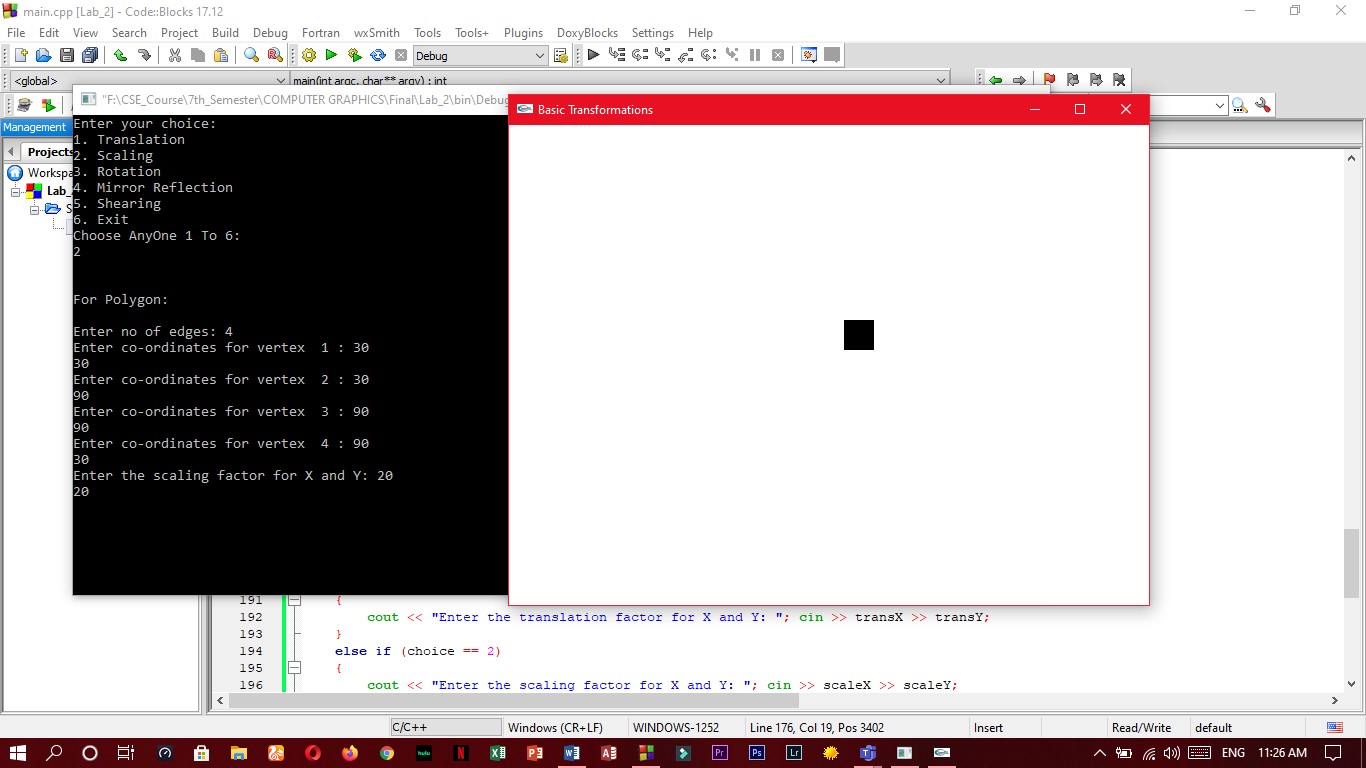 main.cpp [Lab_2] - Code::Blocks 17.12
File Edit View Search Project Build Debug Fortran wxSmith Tools Tools+ Plugins DoxyBlocks Settings Help
Debug
<global> main(int argc, char** argv) : int
"F:\CSE_Course\7th_Semester\COMPUTER GRAPHICS\Final\Lab_2\bin\Debug
Basic Transformations
Management
Projects
Enter your choice:
1. Translation
2. Scaling
3. Rotation
4. Mirror Reflection
5. Shearing
6. Exit
Choose AnyOne 1 To 6:
2
For Polygon:
Enter no of edges: 4
Enter co-ordinates for vertex 1 : 30
30
Enter co-ordinates for vertex 2 : 30
90
Enter co-ordinates for vertex 3 : 90
90
Enter co-ordinates for vertex 4 : 90
30
Enter the scaling factor for X and Y: 20
20
191 {
192 cout << "Enter the translation factor for X and Y: "; cin >> transX >> transY;
193 }
194 else if (choice == 2)
195 {
196 cout << "Enter the scaling factor for X and Y: "; cin >> scaleX >> scaleY;
C/C++ Windows (CR+LF) WINDOWS-1252 Line 176, Col 19, Pos 3402 Insert Read/Write default
hulu N Pr Ps Lr ENG 11:26 AM